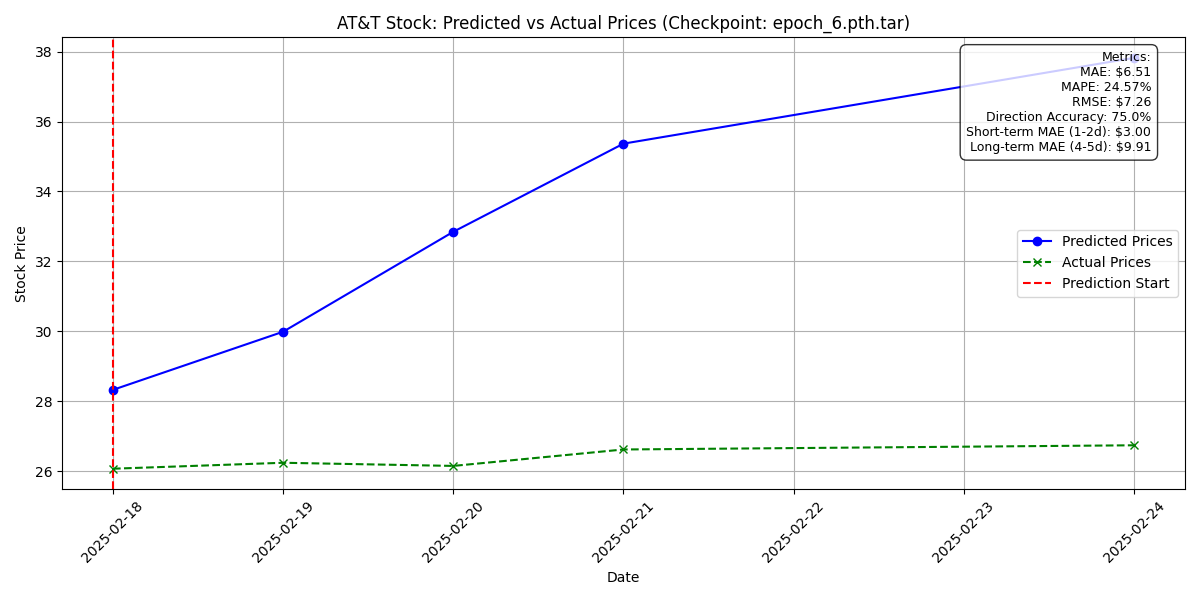 AT&T Stock: Predicted vs Actual Prices (Checkpoint: epoch_6.pth.tar)
Metrics:
MAE: $6.51
MAPE: 24.57%
RMSE: $7.26
Direction Accuracy: 75.0%
Short-term MAE (1-2d): $3.00
Long-term MAE (4-5d): $9.91
Predicted Prices
Actual Prices
Prediction Start
Stock Price
38
36
34
32
30
28
26
2025-02-18
2025-02-19
2025-02-20
2025-02-21
2025-02-22
2025-02-23
2025-02-24
Date